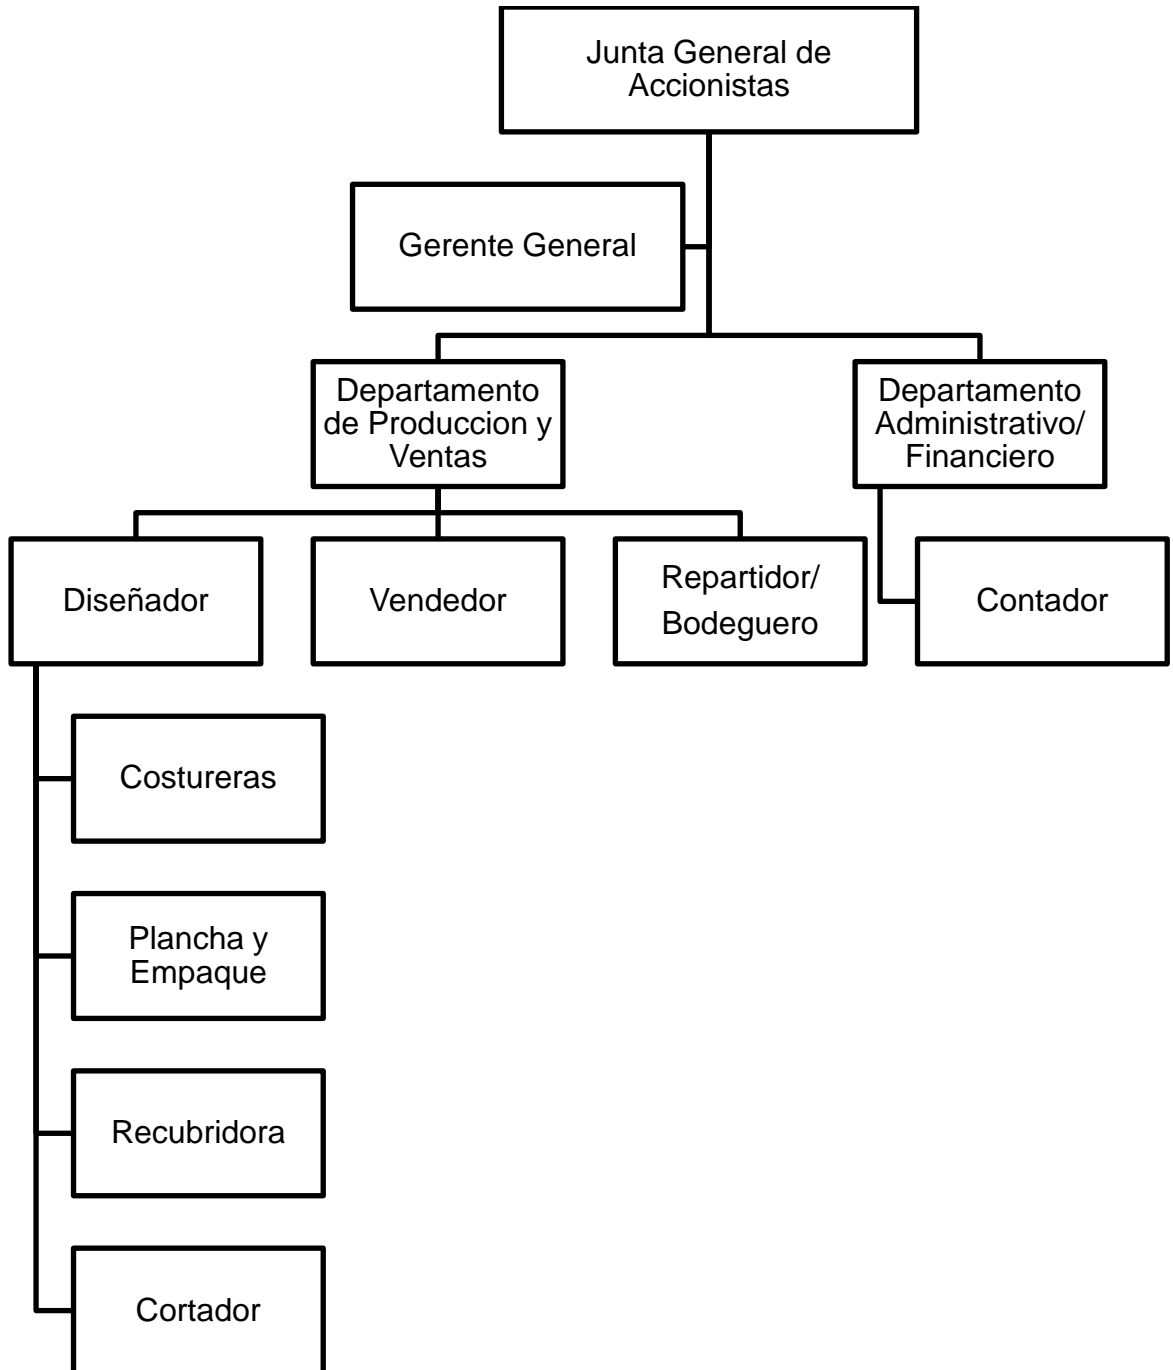 Junta General de
Accionistas
Gerente General
Departamento
de Produccion y
Ventas
Departamento
Administrativo/
Financiero
Diseñador
Vendedor
Repartidor/
Bodeguero
Contador
Costureras
Plancha y
Empaque
Recubridora
Cortador